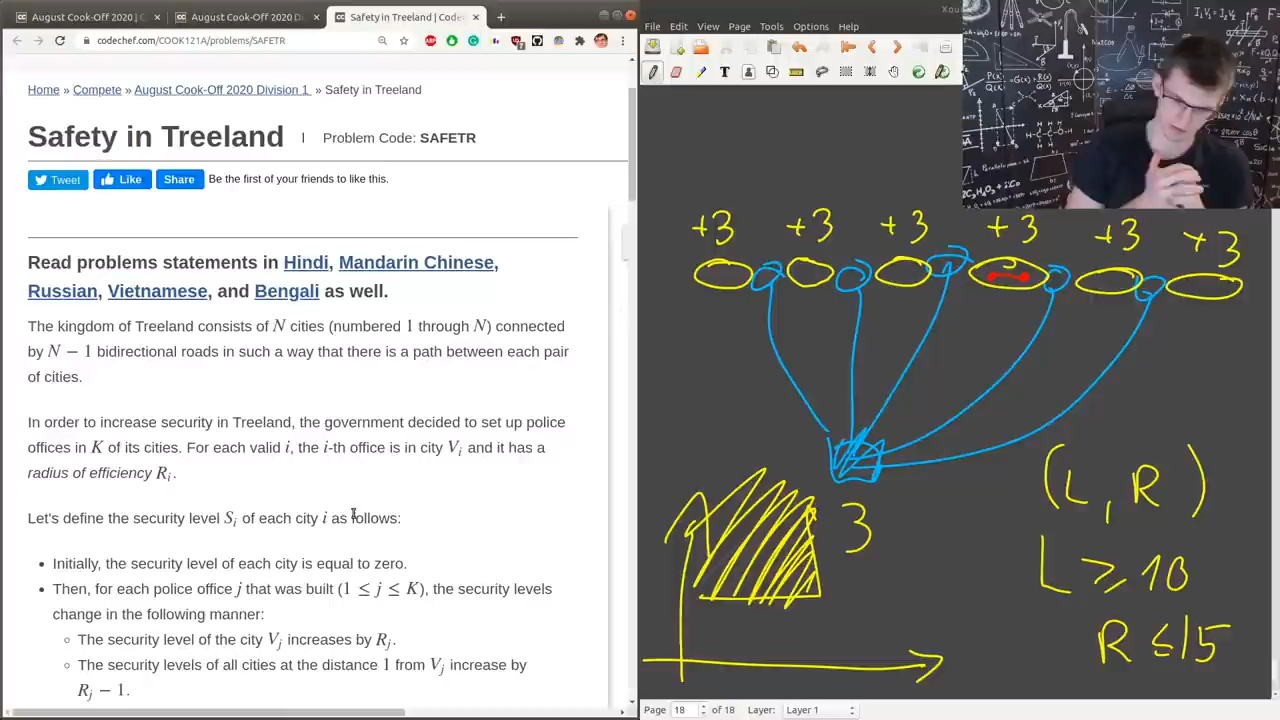 August Cook-Off 2020 Di
August Cook-Off 2020 D
Safety in Treeland | Code
codechef.com/COOK121A/problems/SAFETR
Home » Compete » August Cook-Off 2020 Division 1 » Safety in Treeland
Safety in Treeland | Problem Code: SAFETR
Tweet Like Share Be the first of your friends to like this.
Read problems statements in Hindi, Mandarin Chinese,
Russian, Vietnamese, and Bengali as well.
The kingdom of Treeland consists of N cities (numbered 1 through N) connected
by N − 1 bidirectional roads in such a way that there is a path between each pair
of cities.
In order to increase security in Treeland, the government decided to set up police
offices in K of its cities. For each valid i, the i-th office is in city Vi and it has a
radius of efficiency Ri.
Let's define the security level Si of each city i as follows:
Initially, the security level of each city is equal to zero.
Then, for each police office j that was built (1 ≤ j ≤ K), the security levels
change in the following manner:
The security level of the city Vj increases by Rj.
The security levels of all cities at the distance 1 from Vj increase by
Rj − 1.
Xou
File Edit View Page Tools Options Help
+3 +3 +3 +3 +3 +3
3
(L, R)
L ≥ 10
R ≤ 15
Page 18 of 18 Layer: Layer 1